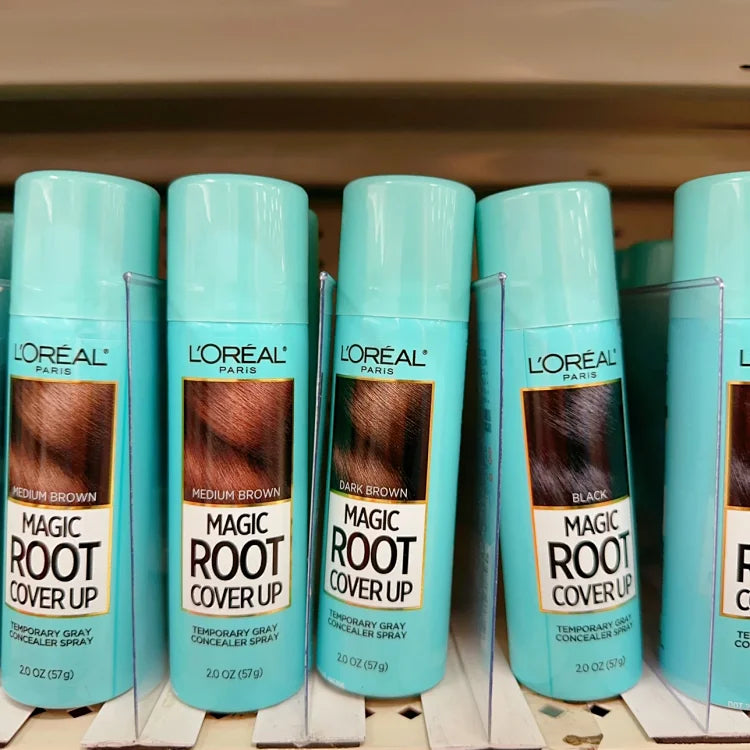 L'ORÉAL®
PARIS
MEDIUM BROWN
MAGIC
ROOT
COVER UP
TEMPORARY GRAY
CONCEALER SPRAY
2.0 OZ (57g)
L'ORÉAL®
PARIS
MEDIUM BROWN
MAGIC
ROOT
COVER UP
TEMPORARY GRAY
CONCEALER SPRAY
2.0 OZ (57g)
L'ORÉAL®
PARIS
DARK BROWN
MAGIC
ROOT
COVER UP
TEMPORARY GRAY
CONCEALER SPRAY
2.0 OZ (57g)
L'ORÉAL®
PARIS
BLACK
MAGIC
ROOT
COVER UP
TEMPORARY GRAY
CONCEALER SPRAY
2.0 OZ (57g)